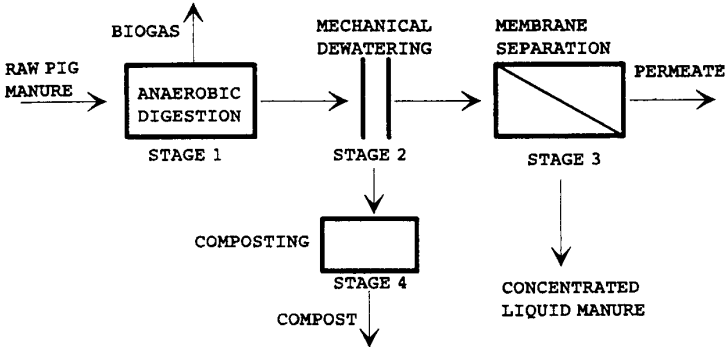 BIOGAS
MECHANICAL
DEWATERING
MEMBRANE
SEPARATION
RAW PIG
MANURE
ANAEROBIC
DIGESTION
PERMEATE
STAGE 1
STAGE 2
STAGE 3
COMPOSTING
STAGE 4
COMPOST
CONCENTRATED
LIQUID MANURE